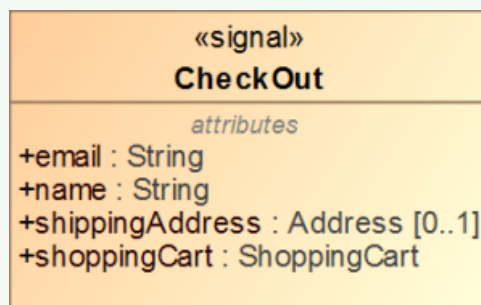 «signal»
CheckOut
attributes
+email : String
+name : String
+shippingAddress : Address [0..1]
+shoppingCart : ShoppingCart